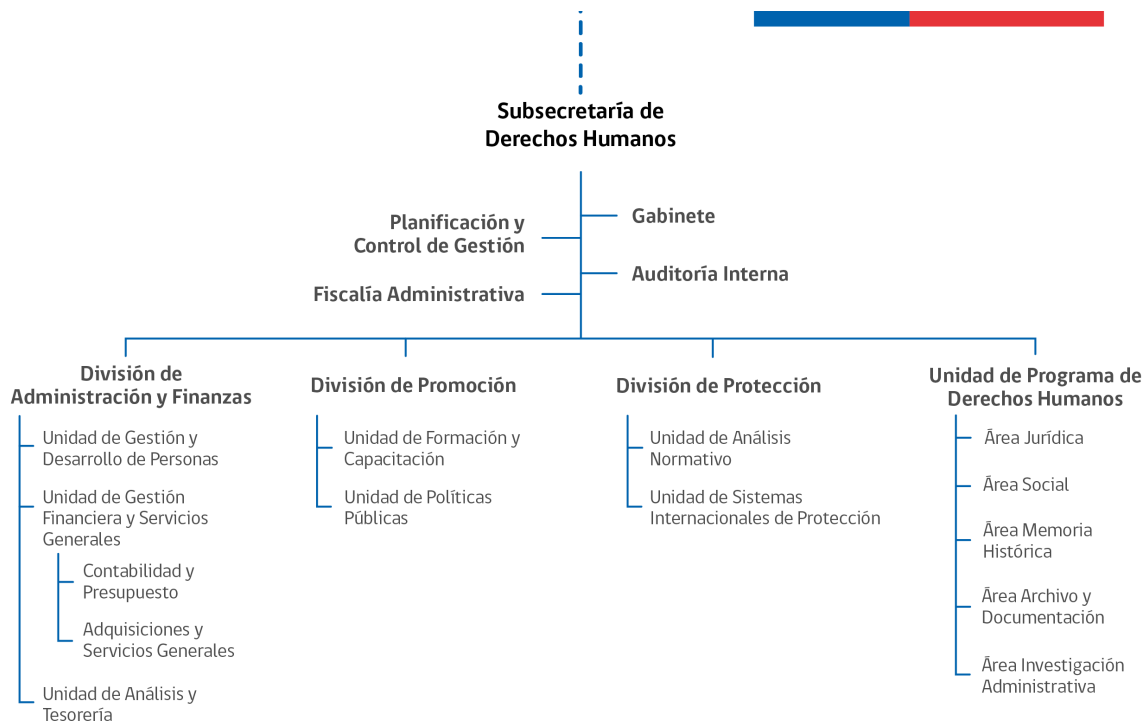 Subsecretaría de
Derechos Humanos
Planificación y
Control de Gestión
Gabinete
Fiscalía Administrativa
Auditoría Interna
División de
Administración y Finanzas
Unidad de Gestión y
Desarrollo de Personas
Unidad de Gestión
Financiera y Servicios
Generales
Contabilidad y
Presupuesto
Adquisiciones y
Servicios Generales
Unidad de Análisis y
Tesorería
División de Promoción
Unidad de Formación y
Capacitación
Unidad de Políticas
Públicas
División de Protección
Unidad de Análisis
Normativo
Unidad de Sistemas
Internacionales de Protección
Unidad de Programa de
Derechos Humanos
Área Jurídica
Área Social
Área Memoria
Histórica
Área Archivo y
Documentación
Área Investigación
Administrativa